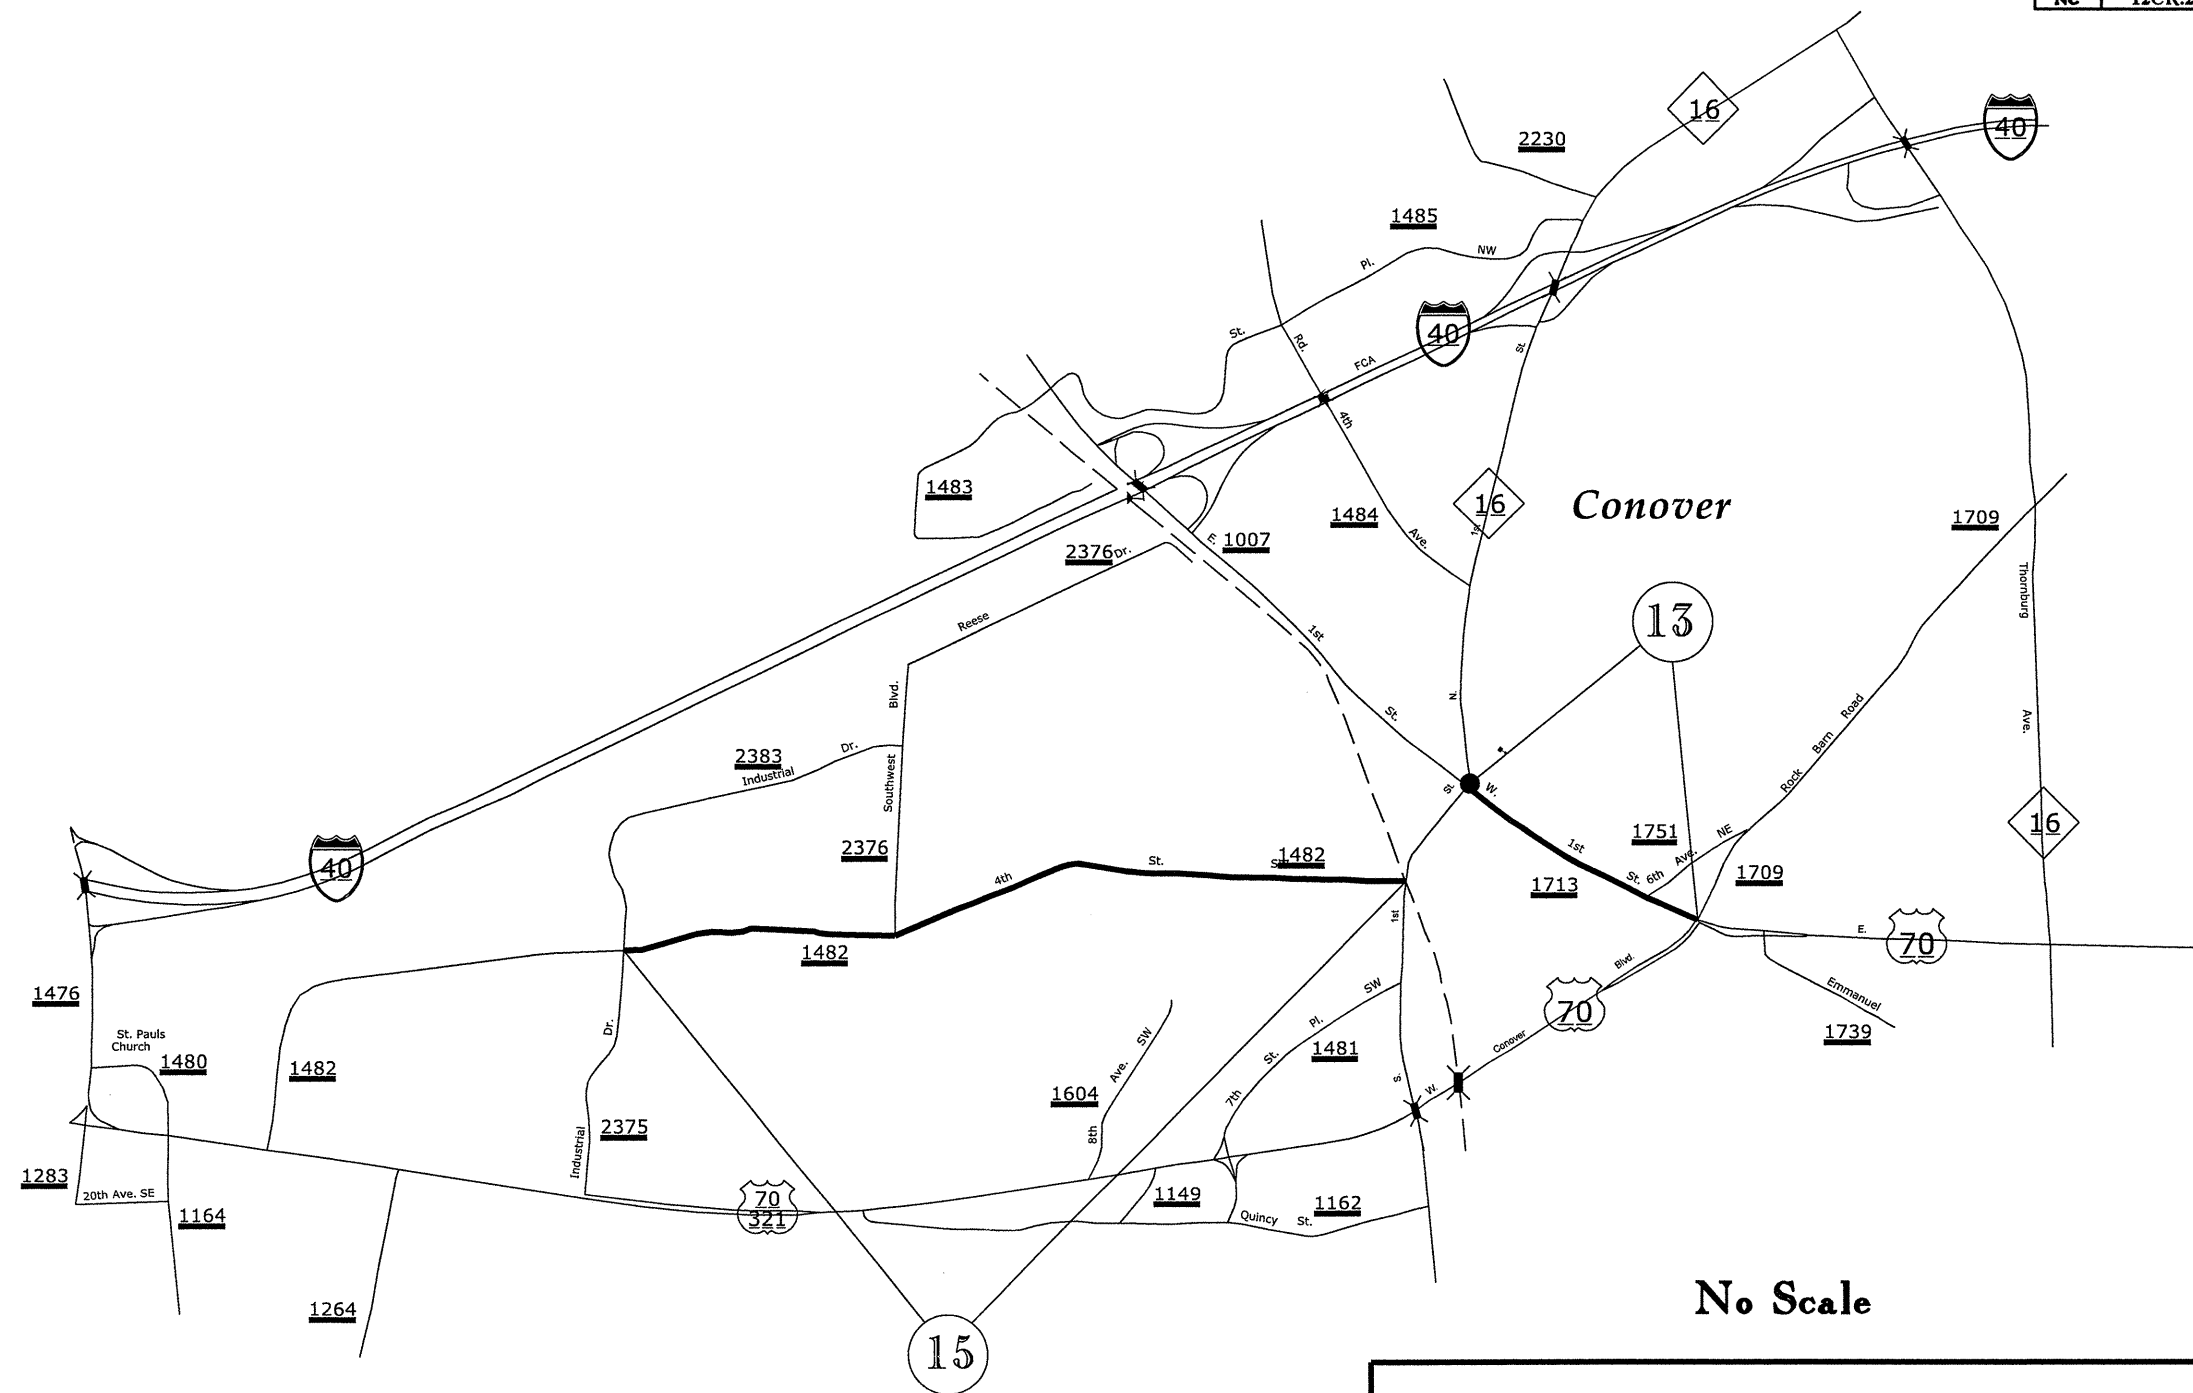 16
40
2230
1485
Pl.
NW
St.
Rd.
40
FCA
St
4th
1483
1484
16
1st
Conover
1709
Ave.
E.
1007
2376
Dr.
Thornburg
Reese
1st
13
Blvd.
N.
St.
Road
Ave.
Barn
2383
Dr.
Industrial
Southwest
St
W.
Rock
40
2376
1751
NE
16
4th
St.
1482
1st
Ave.
6th
St.
1713
1709
1st
1482
E.
70
Blvd.
1476
SW
Emmanuel
70
Dr.
St. Pauls
Church
SW
Pl.
Conover
1739
1480
1482
Ave.
St.
1481
1604
S.
W.
7th
2375
8th
Industrial
1283
20th Ave. SE
70
321
1149
1164
Quincy
St.
1162
1264
No Scale
15